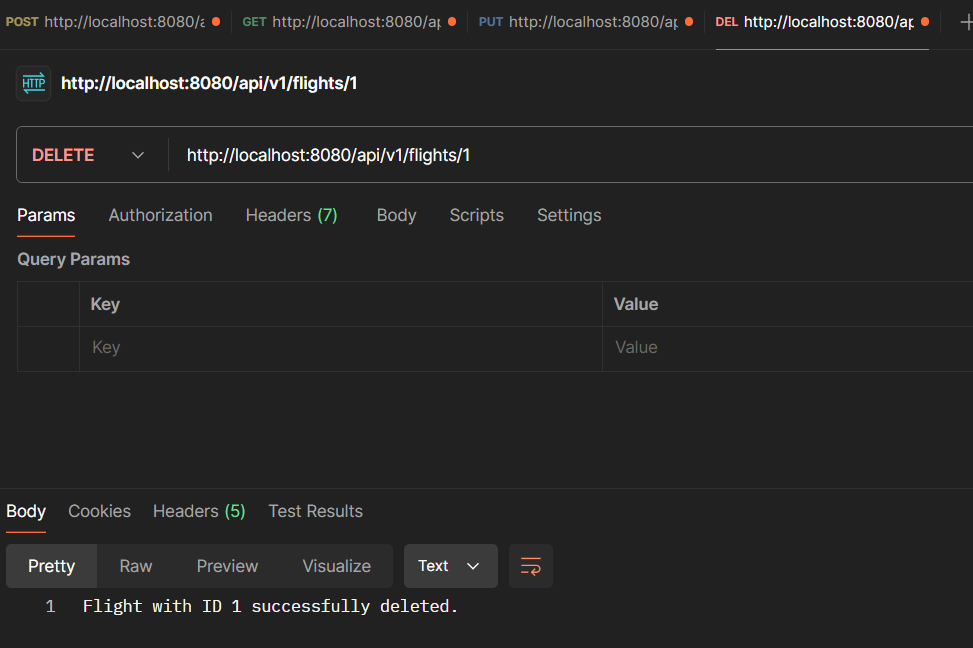 POST http://localhost:8080/a GET http://localhost:8080/ap PUT http://localhost:8080/ap DEL http://localhost:8080/ap
HTTP http://localhost:8080/api/v1/flights/1
DELETE http://localhost:8080/api/v1/flights/1
Params Authorization Headers (7) Body Scripts Settings
Query Params
Key Value
Key Value
Body Cookies Headers (5) Test Results
Pretty Raw Preview Visualize Text
1 Flight with ID 1 successfully deleted.